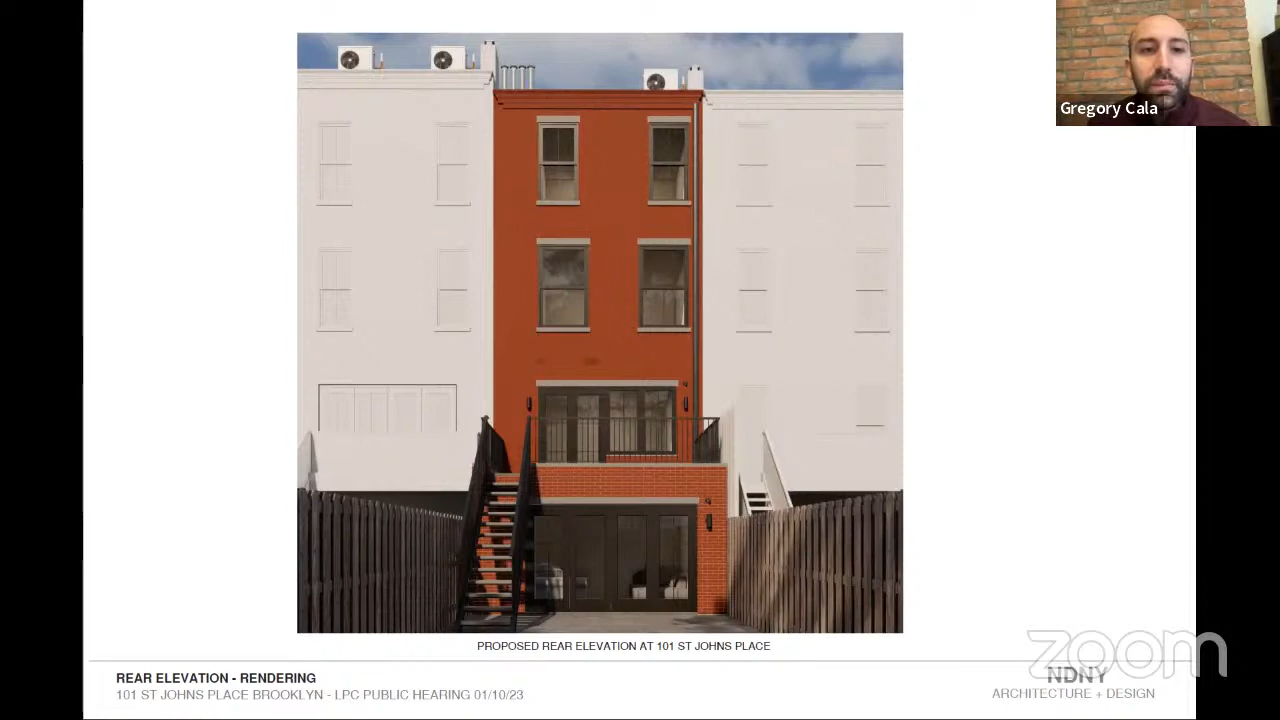 Gregory Cala
PROPOSED REAR ELEVATION AT 101 ST JOHNS PLACE
REAR ELEVATION - RENDERING
101 ST JOHNS PLACE BROOKLYN - LPC PUBLIC HEARING 01/10/23
zoom
NDNY
ARCHITECTURE + DESIGN